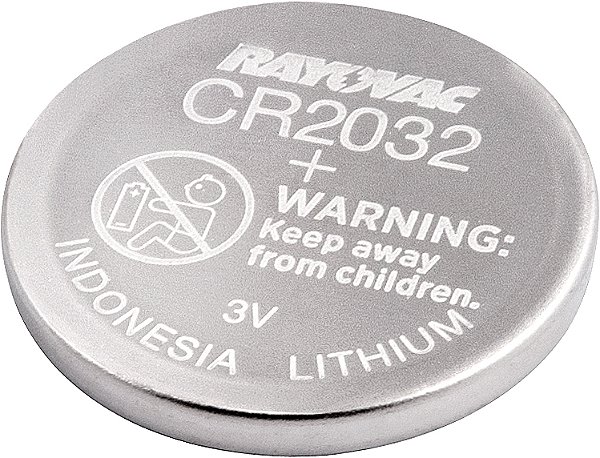 RAYOVAC
CR2032
+
WARNING:
Keep away
from children.
3V
INDONESIA LITHIUM